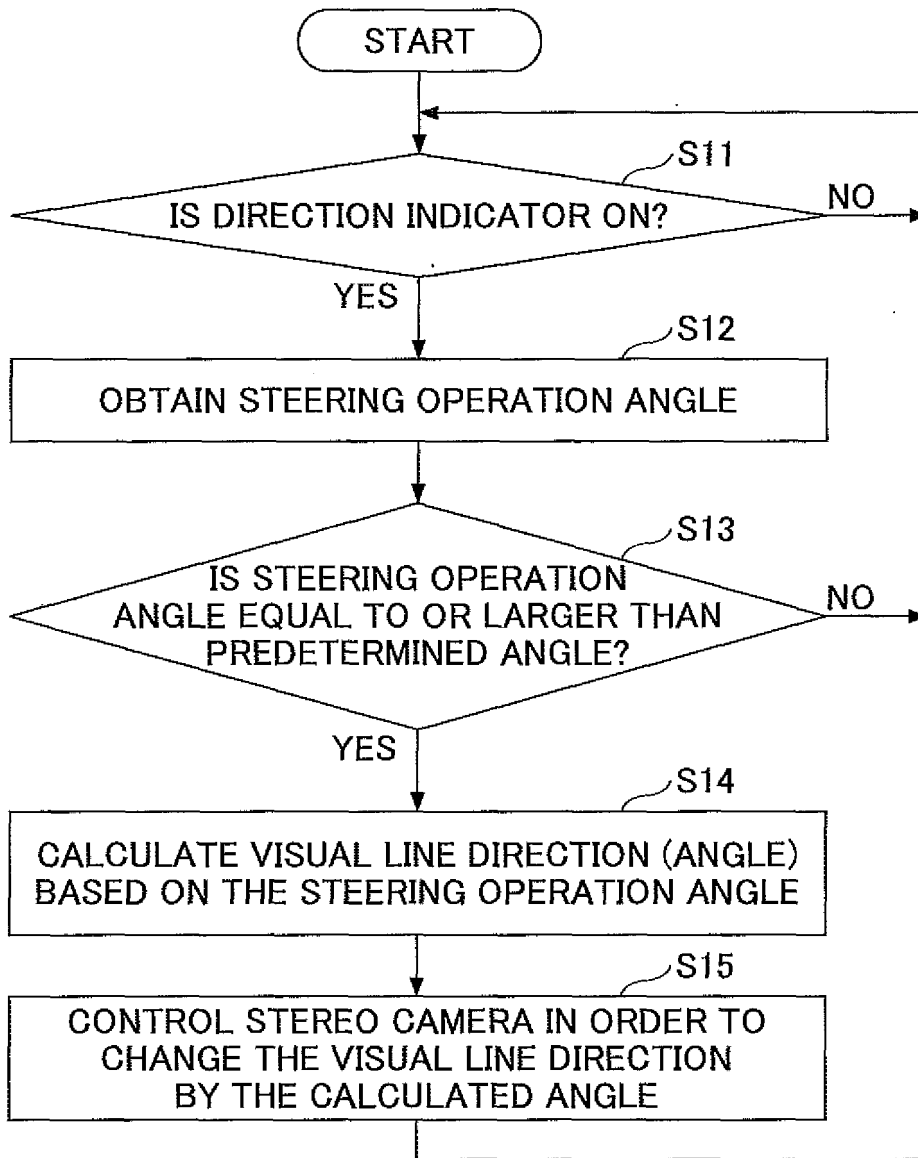 START
S11
IS DIRECTION INDICATOR ON?
NO
YES
S12
OBTAIN STEERING OPERATION ANGLE
S13
IS STEERING OPERATION
ANGLE EQUAL TO OR LARGER THAN
PREDETERMINED ANGLE?
NO
YES
S14
CALCULATE VISUAL LINE DIRECTION (ANGLE)
BASED ON THE STEERING OPERATION ANGLE
S15
CONTROL STEREO CAMERA IN ORDER TO
CHANGE THE VISUAL LINE DIRECTION
BY THE CALCULATED ANGLE